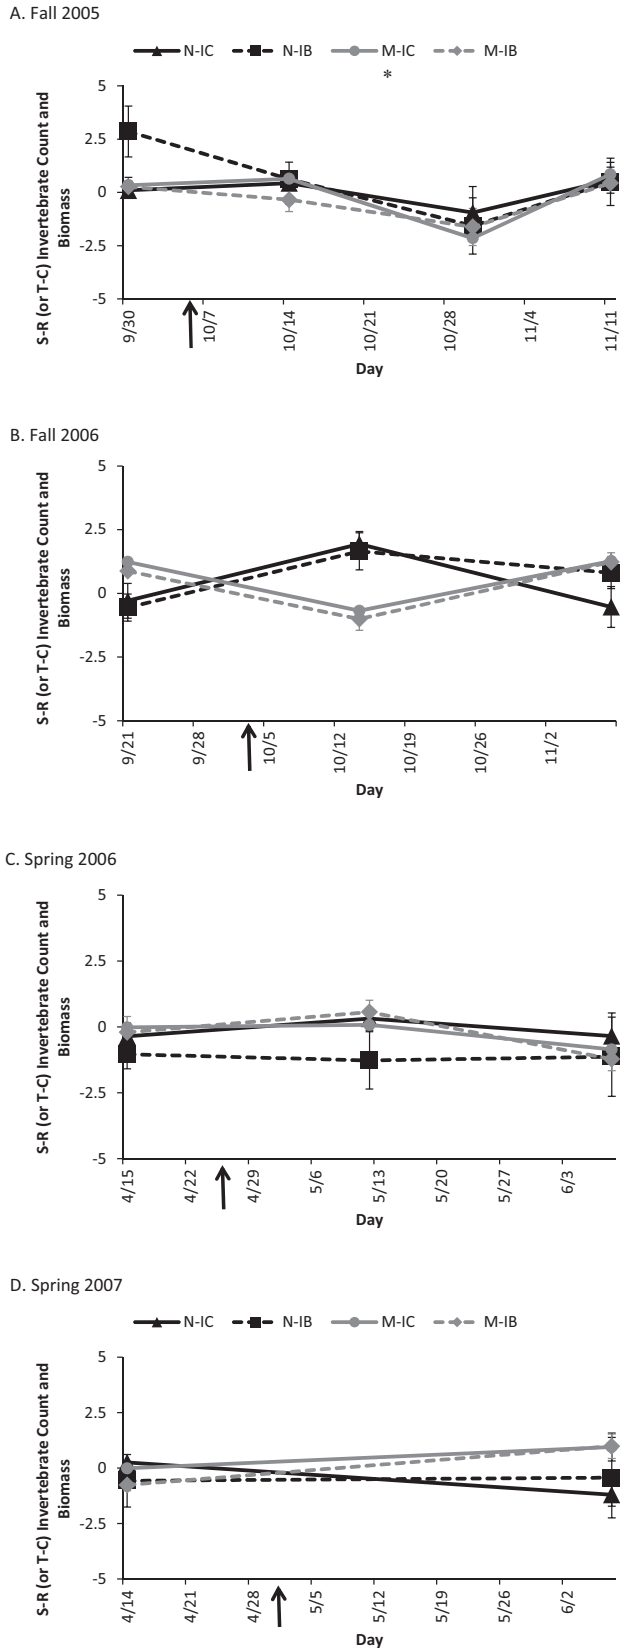 A. Fall 2005
N-IC N-IB M-IC M-IB
*
S-R (or T-C) Invertebrate Count and
Biomass
5
2.5
0
-2.5
-5
9/30 10/7 10/14 10/21 10/28 11/4 11/11
Day
B. Fall 2006
S-R (or T-C) Invertebrate Count and
Biomass
5
2.5
0
-2.5
-5
9/21 9/28 10/5 10/12 10/19 10/26 11/2
Day
C. Spring 2006
S-R (or T-C) Invertebrate Count and
Biomass
5
2.5
0
-2.5
-5
4/15 4/22 4/29 5/6 5/13 5/20 5/27 6/3
Day
D. Spring 2007
N-IC N-IB M-IC M-IB
S-R (or T-C) Invertebrate Count and
Biomass
5
2.5
0
-2.5
-5
4/14 4/21 4/28 5/5 5/12 5/19 5/26 6/2
Day